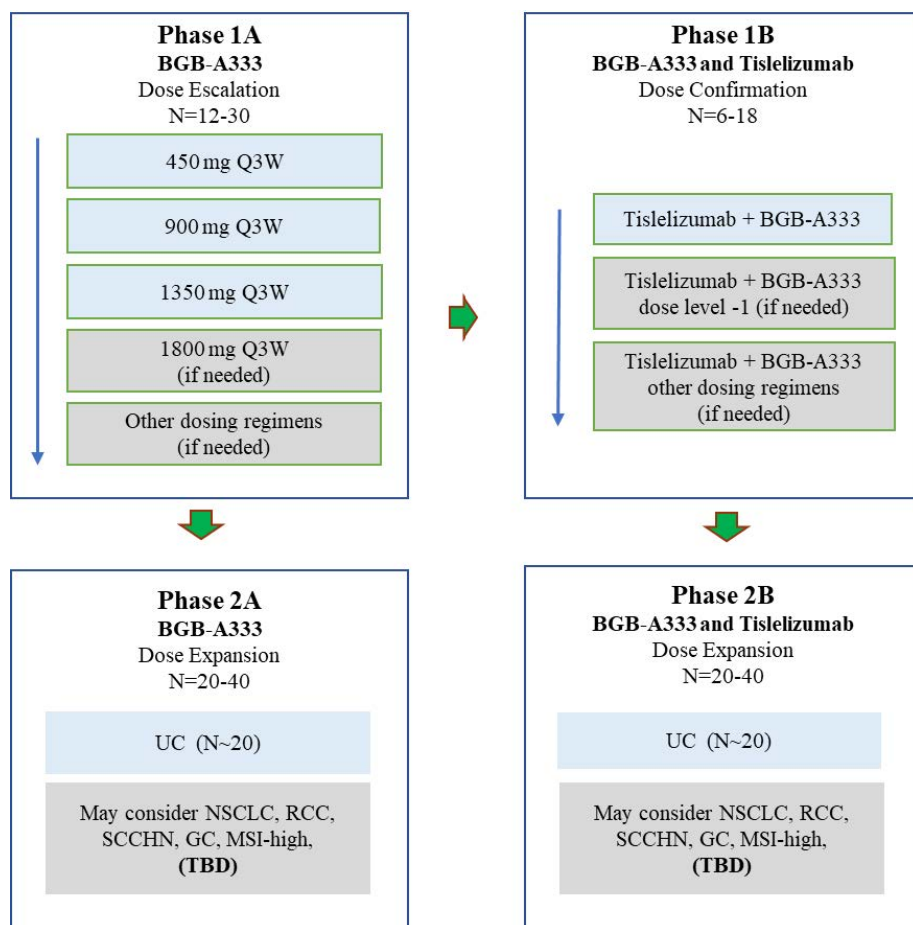 Phase 1A
BGB-A333
Dose Escalation
N=12-30
450 mg Q3W
900 mg Q3W
1350 mg Q3W
1800 mg Q3W
(if needed)
Other dosing regimens
(if needed)
Phase 1B
BGB-A333 and Tislelizumab
Dose Confirmation
N=6-18
Tislelizumab + BGB-A333
Tislelizumab + BGB-A333
dose level -1 (if needed)
Tislelizumab + BGB-A333
other dosing regimens
(if needed)
Phase 2A
BGB-A333
Dose Expansion
N=20-40
UC (N~20)
May consider NSCLC, RCC,
SCCHN, GC, MSI-high,
(TBD)
Phase 2B
BGB-A333 and Tislelizumab
Dose Expansion
N=20-40
UC (N~20)
May consider NSCLC, RCC,
SCCHN, GC, MSI-high,
(TBD)